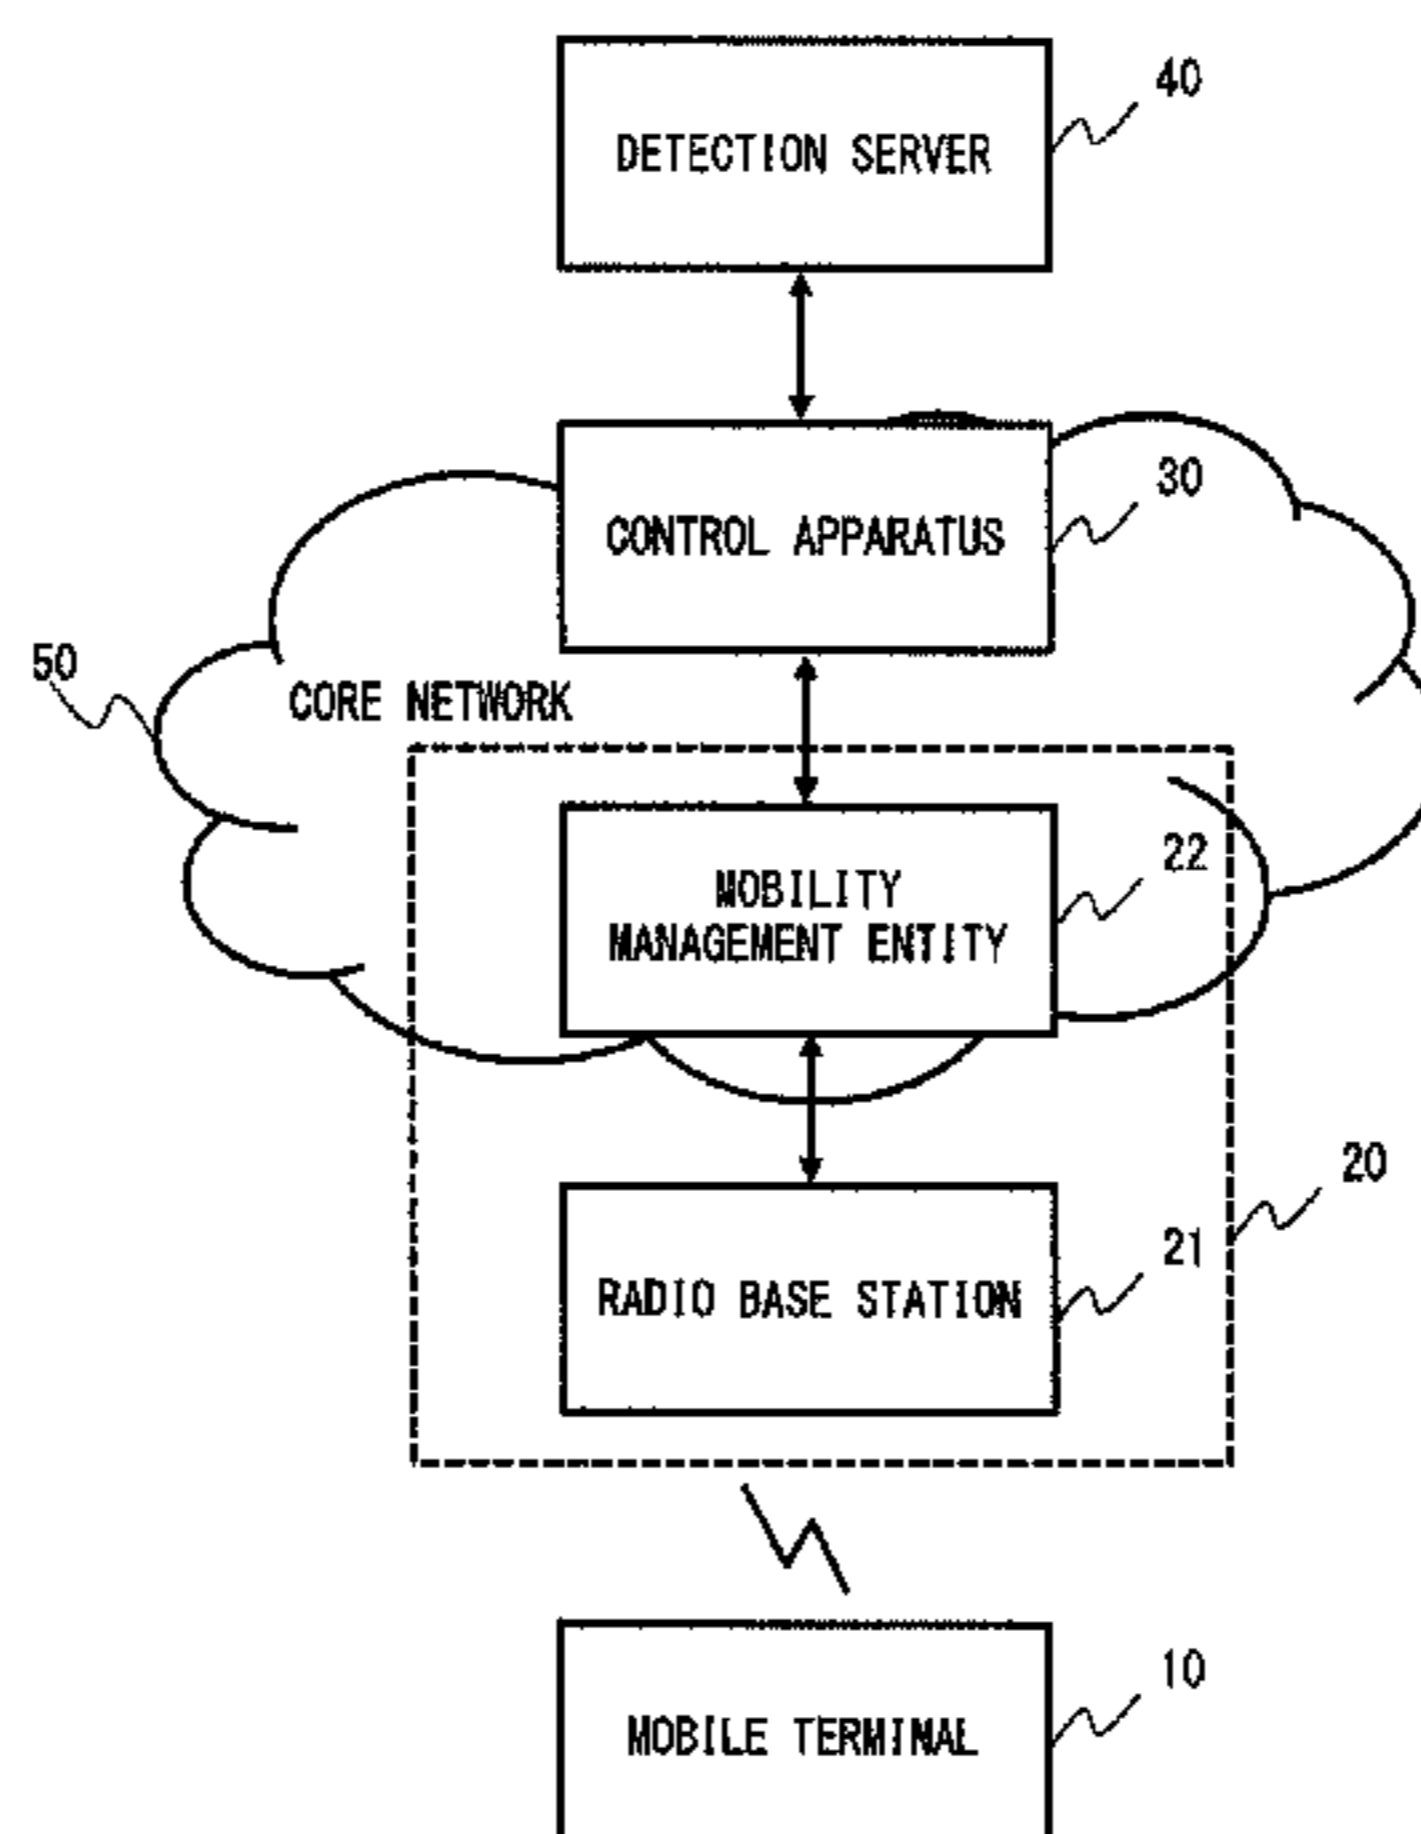 40
DETECTION SERVER
30
CONTROL APPARATUS
50
CORE NETWORK
22
MOBILITY
MANAGEMENT ENTITY
20
21
RADIO BASE STATION
10
MOBILE TERMINAL